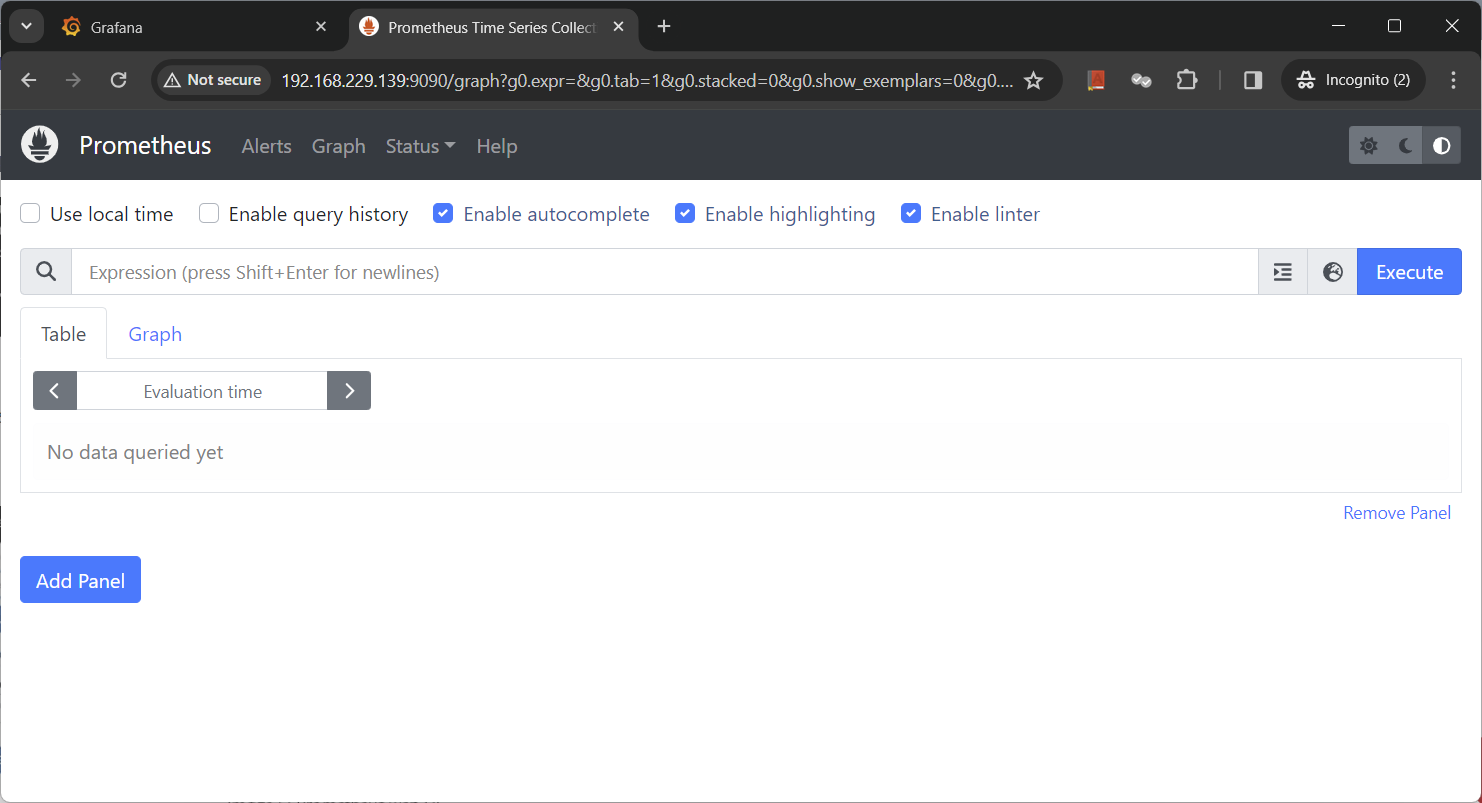 Grafana
Prometheus Time Series Collect
Not secure
192.168.229.139:9090/graph?g0.expr=&g0.tab=1&g0.stacked=0&g0.show_exemplars=0&g0....
Incognito (2)
Prometheus Alerts Graph Status Help
Use local time Enable query history Enable autocomplete Enable highlighting Enable linter
Expression (press Shift+Enter for newlines)
Execute
Table Graph
Evaluation time
No data queried yet
Remove Panel
Add Panel